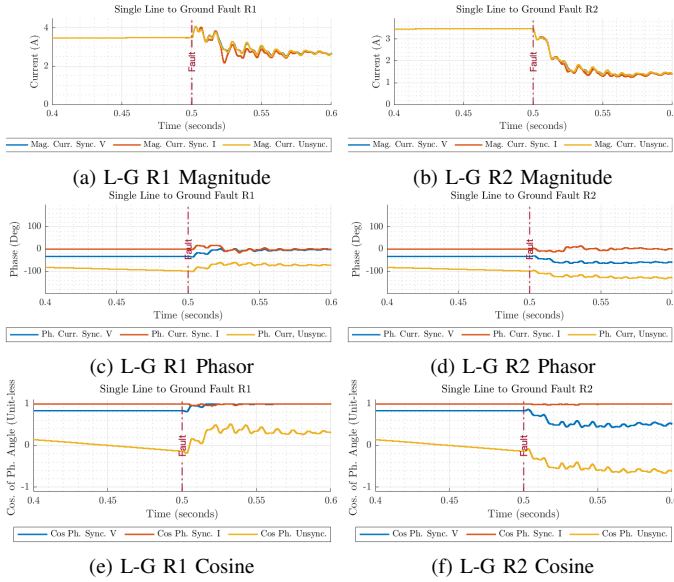 Single Line to Ground Fault R1
Current (A)
4
2
0
Fault
0.4
0.45
0.5
0.55
0.6
Time (seconds)
Mag. Curr. Sync. V
Mag. Curr. Sync. I
Mag. Curr. Unsync.
(a) L-G R1 Magnitude
Single Line to Ground Fault R2
Current (A)
3
2
1
0
Fault
0.4
0.45
0.5
0.55
0.6
Time (seconds)
Mag. Curr. Sync. V
Mag. Curr. Sync. I
Mag. Curr. Unsync.
(b) L-G R2 Magnitude
Single Line to Ground Fault R1
Phase (Deg)
100
0
-100
Fault
0.4
0.45
0.5
0.55
0.6
Time (seconds)
Ph. Curr. Sync. V
Ph. Curr. Sync. I
Ph. Curr, Unsync.
(c) L-G R1 Phasor
Single Line to Ground Fault R2
Phase (Deg)
100
0
-100
Fault
0.4
0.45
0.5
0.55
0.6
Time (seconds)
Ph. Curr. Sync. V
Ph. Curr. Sync. I
Ph. Curr, Unsync.
(d) L-G R2 Phasor
Single Line to Ground Fault R1
Cos. of Ph. Angle (Unit-less
1
0
-1
Fault
0.4
0.45
0.5
0.55
0.6
Time (seconds)
Cos Ph. Sync. V
Cos Ph. Sync. I
Cos Ph. Unsync.
(e) L-G R1 Cosine
Single Line to Ground Fault R2
Cos. of Ph. Angle (Unit-less
1
0
-1
Fault
0.4
0.45
0.5
0.55
0.6
Time (seconds)
Cos Ph. Sync. V
Cos Ph. Sync. I
Cos Ph. Unsync.
(f) L-G R2 Cosine